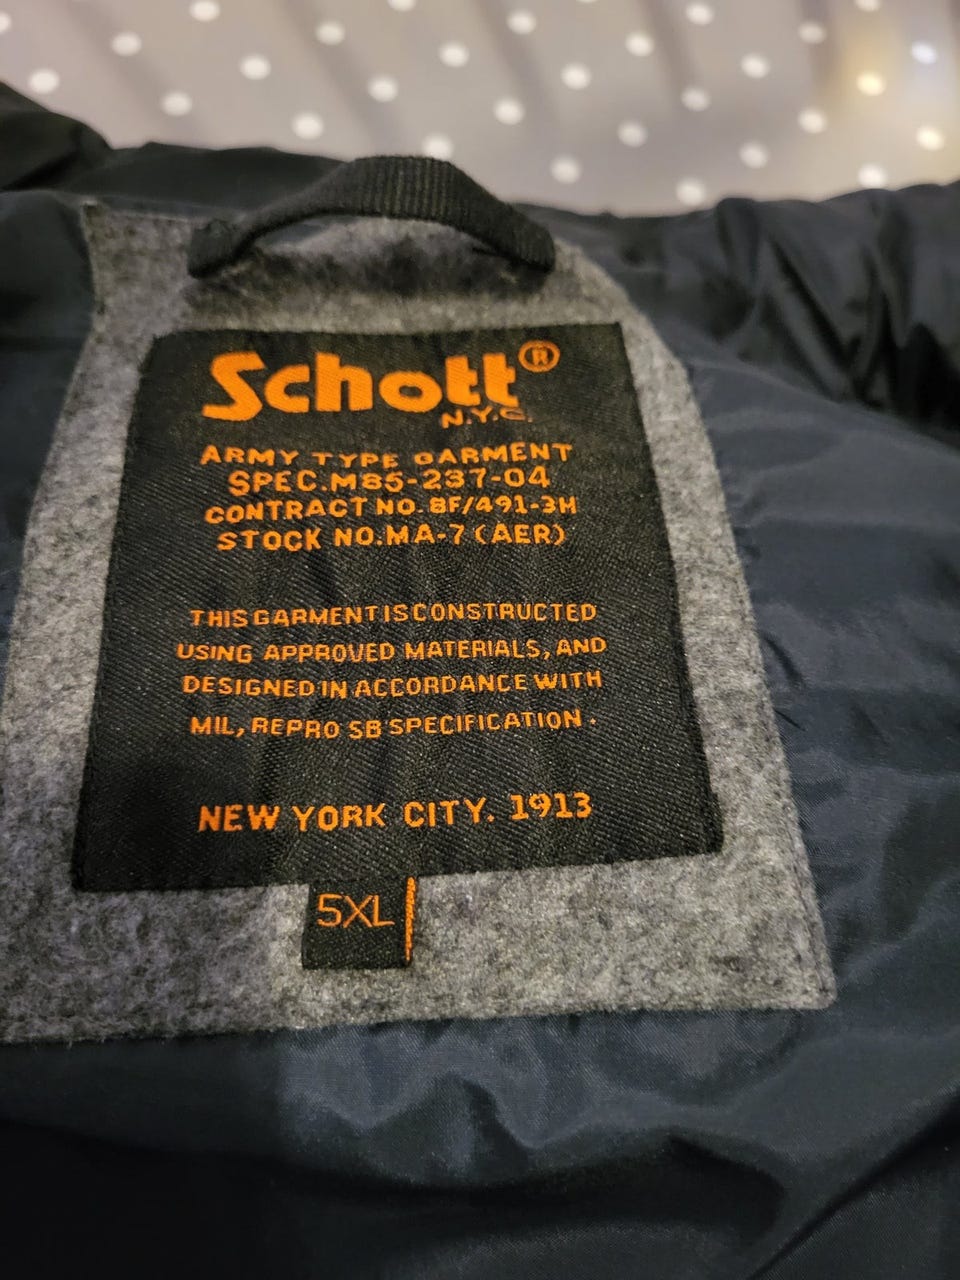 Schott®
N.Y.C.
ARMY TYPE GARMENT
SPEC.M85-237-04
CONTRACT NO.8F/491-3H
STOCK NO.MA-7 (AER)
THIS GARMENT IS CONSTRUCTED
USING APPROVED MATERIALS, AND
DESIGNED IN ACCORDANCE WITH
MIL, REPRO SB'SPECIFICATION.
NEW YORK CITY. 1913
5XL